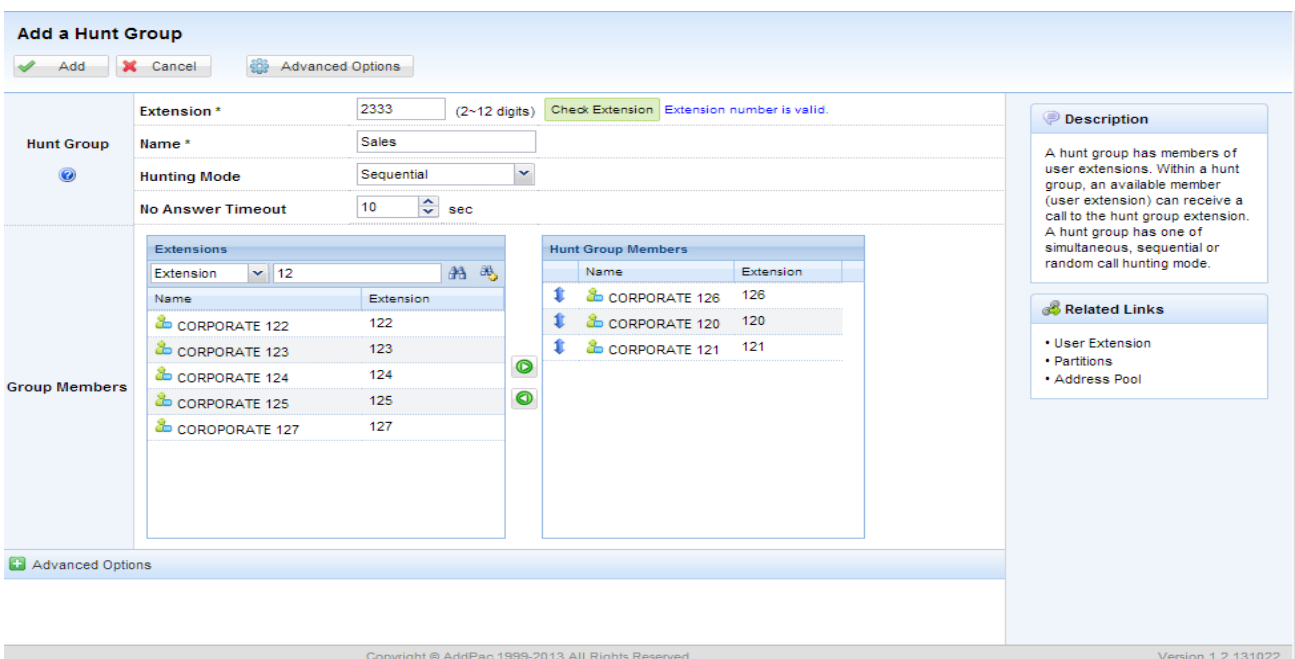 Add a Hunt Group
Add Cancel Advanced Options
Hunt Group
Extension * 2333 (2~12 digits) Check Extension Extension number is valid.
Name * Sales
Hunting Mode Sequential
No Answer Timeout 10 sec
Group Members
Extensions
Extension 12
Name Extension
CORPORATE 122 122
CORPORATE 123 123
CORPORATE 124 124
CORPORATE 125 125
COROPORATE 127 127
Hunt Group Members
Name Extension
CORPORATE 126 126
CORPORATE 120 120
CORPORATE 121 121
Advanced Options
Description
A hunt group has members of
user extensions. Within a hunt
group, an available member
(user extension) can receive a
call to the hunt group extension.
A hunt group has one of
simultaneous, sequential or
random call hunting mode.
Related Links
• User Extension
• Partitions
• Address Pool
Copyright © AddPac 1999-2013 All Rights Reserved. Version 1.2.131022